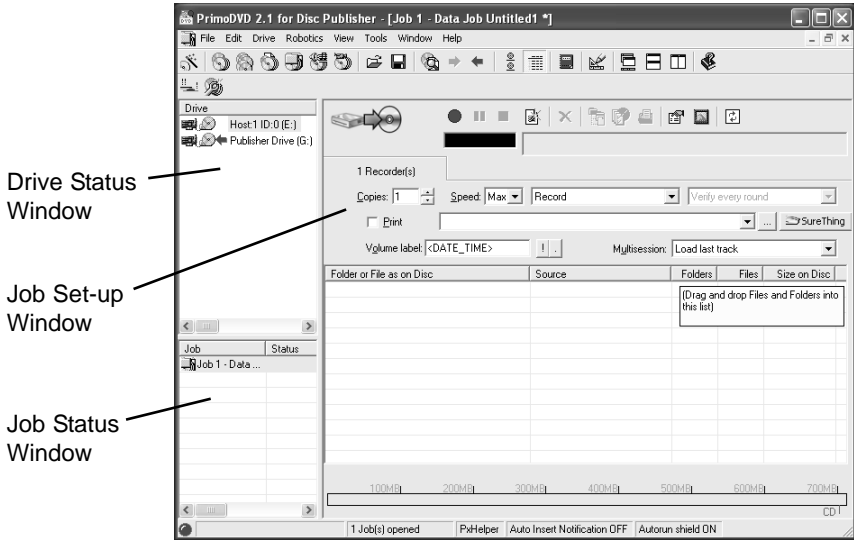 PrimoDVD 2.1 for Disc Publisher - [Job 1 - Data Job Untitled1 *]
File Edit Drive Robotics View Tools Window Help
Drive
Host:1 ID:0 (E:)
Publisher Drive (G:)
Drive Status
Window
1 Recorder(s)
Copies: 1 Speed: Max Record Verify every round
Print ... SureThing
Volume label: <DATE_TIME> ! . Multisession: Load last track
Job Set-up
Window
Folder or File as on Disc Source Folders Files Size on Disc
(Drag and drop Files and Folders into
this list)
Job Status
Job 1 - Data ...
Job Status
Window
100MB 200MB 300MB 400MB 500MB 600MB 700MB
CD
1 Job(s) opened PxHelper Auto Insert Notification OFF Autorun shield ON